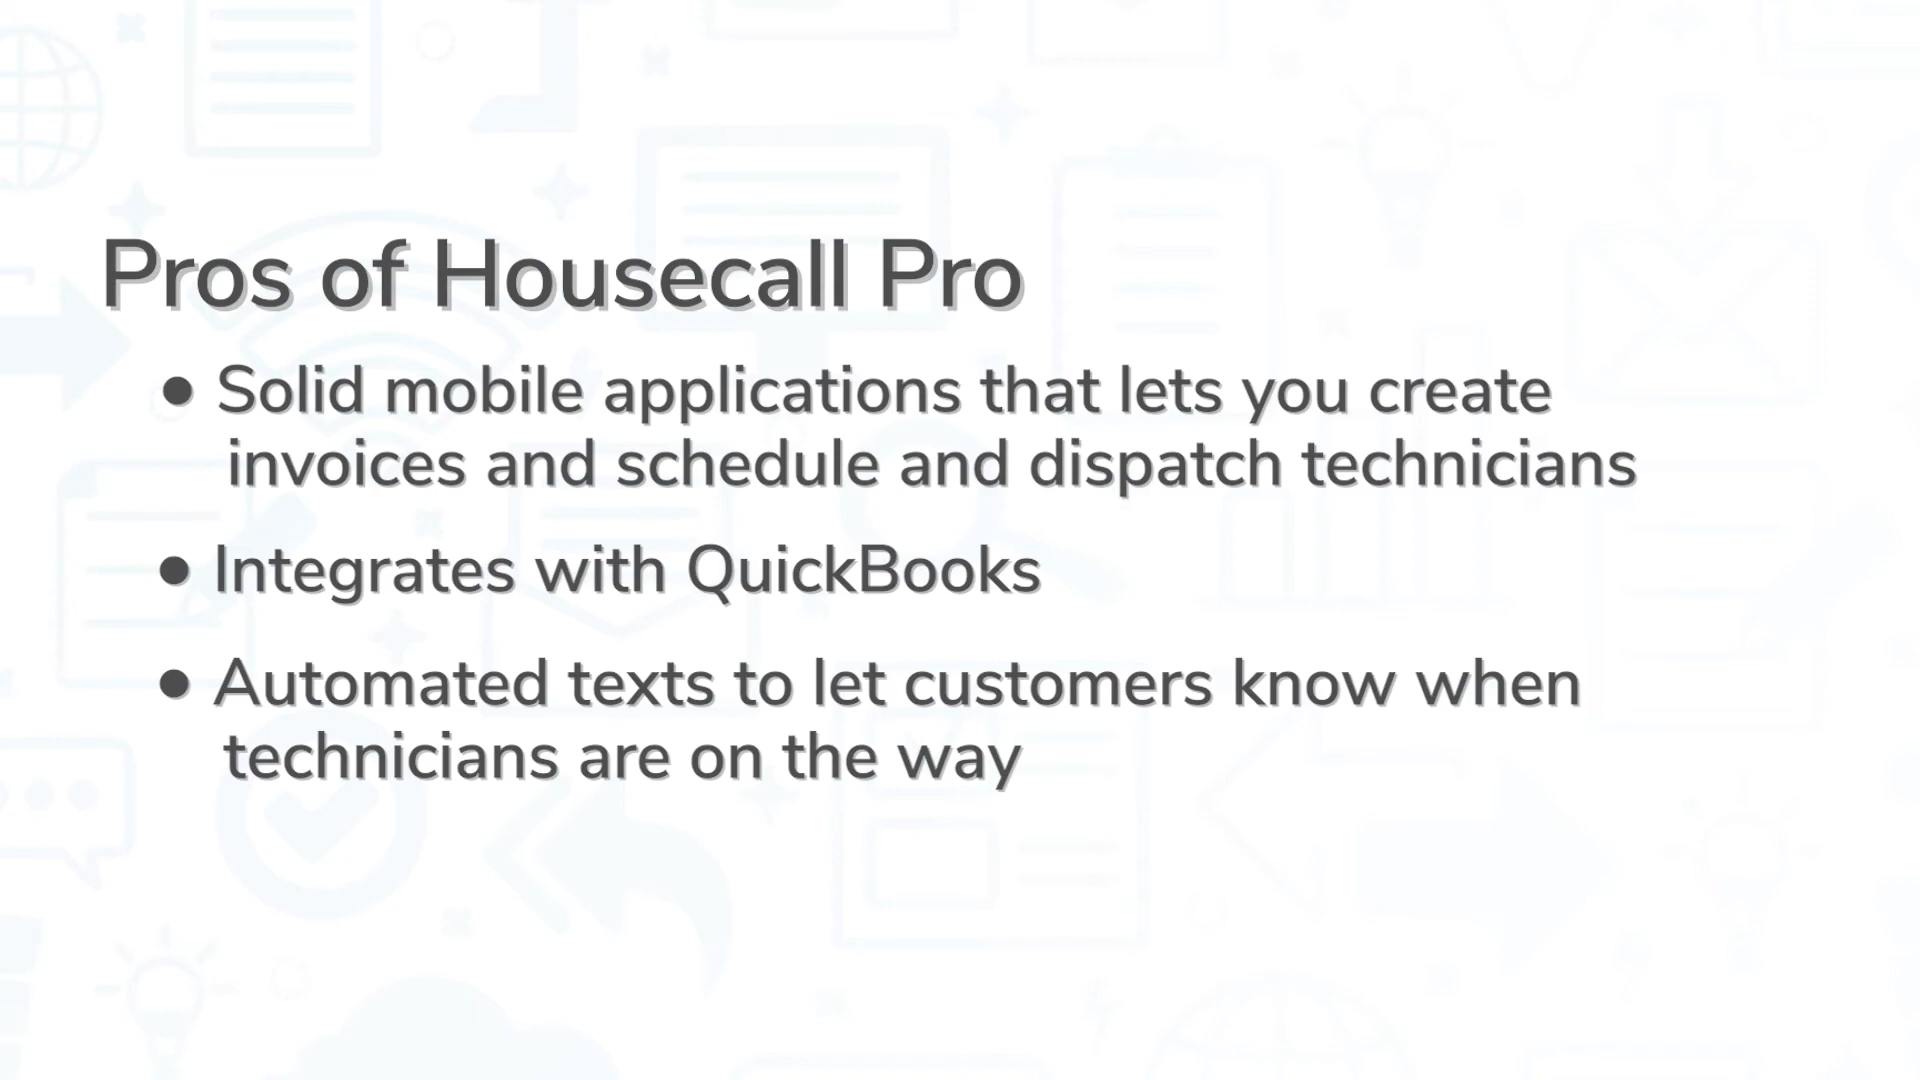 Pros of Housecall Pro
● Solid mobile applications that lets you create
invoices and schedule and dispatch technicians
● Integrates with QuickBooks
● Automated texts to let customers know when
technicians are on the way